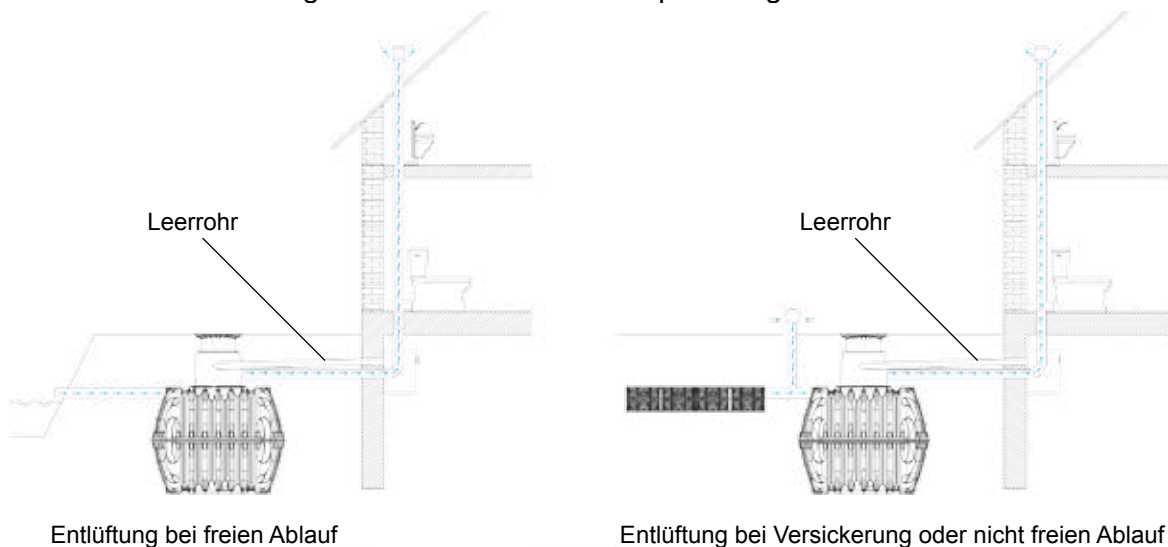 Leerrohr
Leerrohr
Entlüftung bei freien Ablauf
Entlüftung bei Versickerung oder nicht freien Ablauf